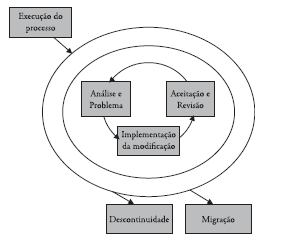 Execução do
processo
Análise e
Problema
Aceitação e
Revisão
Implementação
da modificação
Descontinuidade
Migração